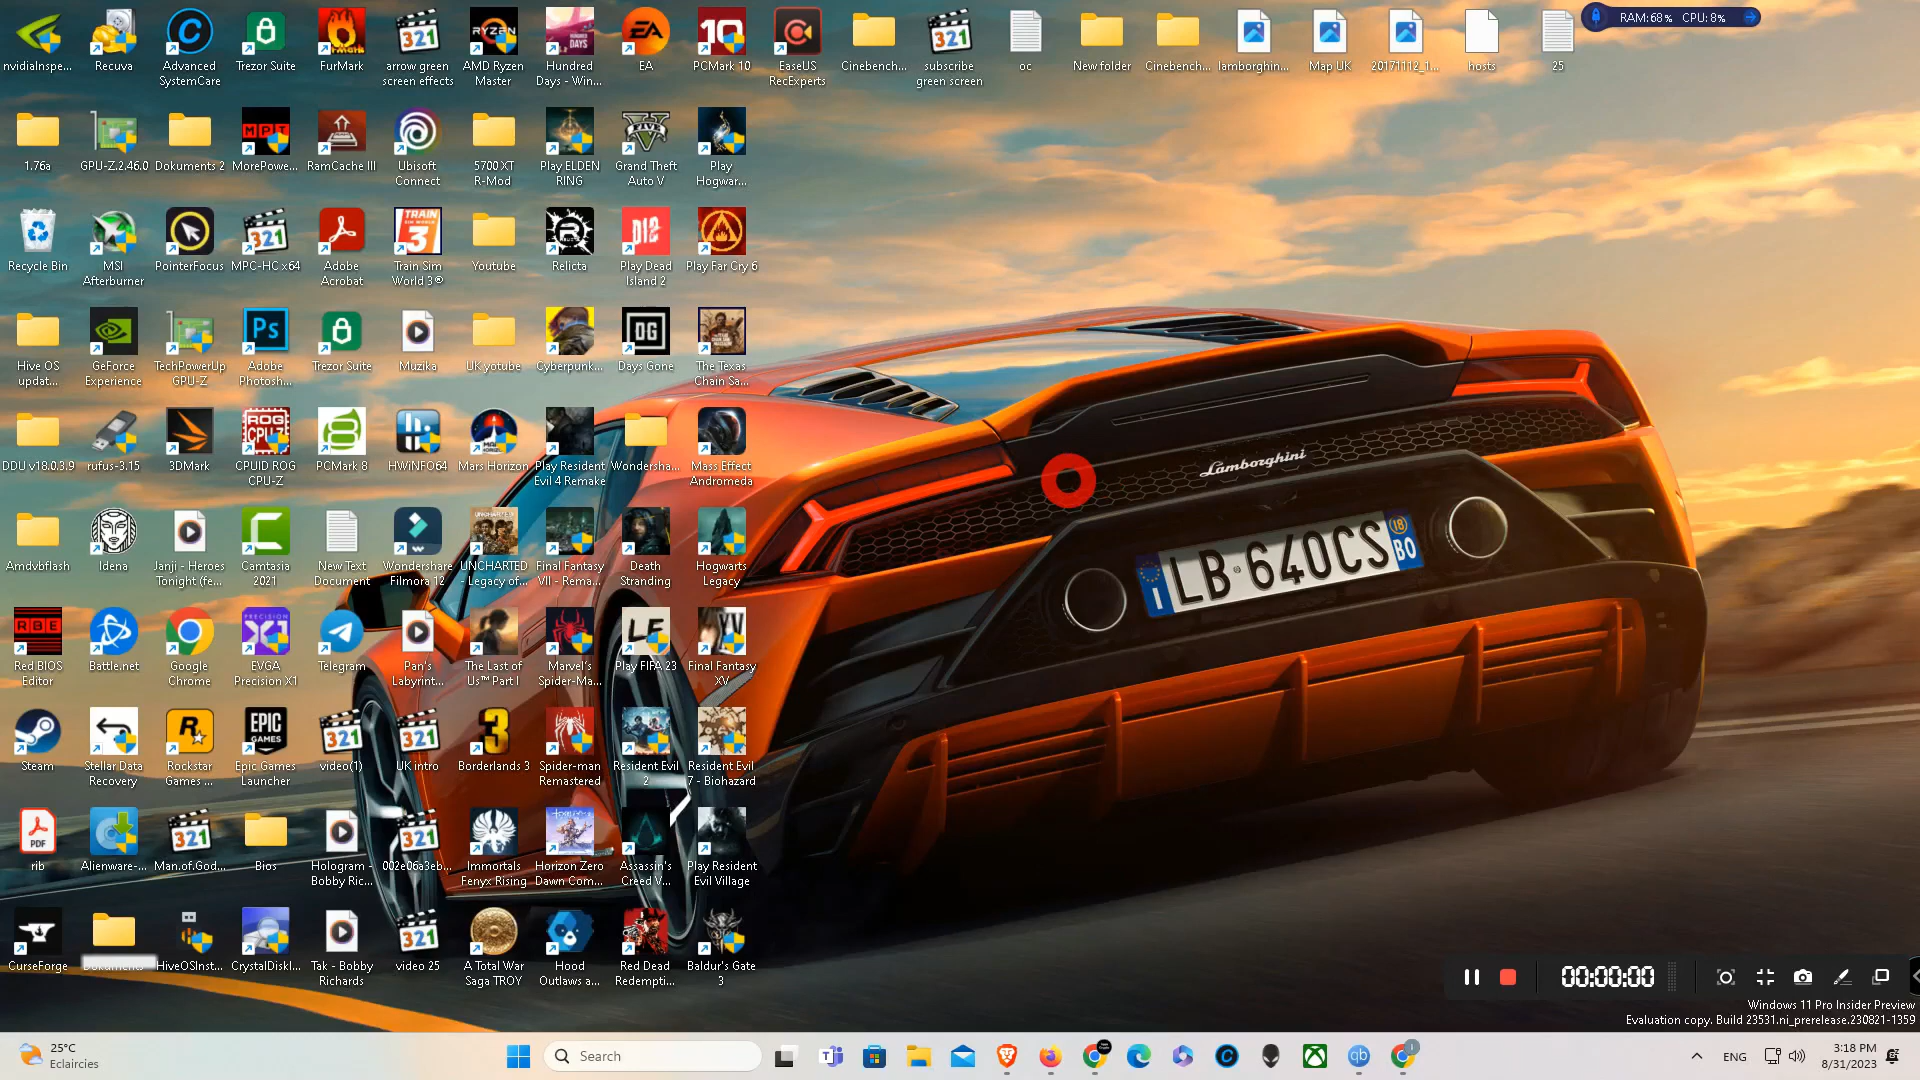 nvidiaInspe...
Recuva
Advanced
SystemCare
Trezor Suite
FurMark
arrow green
screen effects
AMD Ryzen
Master
Hundred
Days - Win...
EA
PCMark 10
EaseUS
RecExperts
Cinebench...
subscribe
green screen
oc
New folder
Cinebench...
lamborghin...
Map UK
20171112_1...
hosts
25
RAM:68% CPU: 8%
1.76a
GPU-Z.2.46.0
Dokuments 2
MorePowe...
RamCache III
Ubisoft
Connect
5700 XT
R-Mod
Play ELDEN
RING
Grand Theft
Auto V
Play
Hogwar...
Recycle Bin
MSI
Afterburner
PointerFocus
MPC-HC x64
Adobe
Acrobat
Train Sim
World 3®
Youtube
Relicta
Play Dead
Island 2
Play Far Cry 6
Hive OS
updat...
GeForce
Experience
TechPowerUp
GPU-Z
Adobe
Photosh...
Trezor Suite
Muzika
UK yotube
Cyberpunk...
Days Gone
The Texas
Chain Sa...
DDU v18.0.3.9
rufus-3.15
3DMark
CPUID ROG
CPU-Z
PCMark 8
HWiNFO64
Mars Horizon
Play Resident
Evil 4 Remake
Wondersha...
Mass Effect
Andromeda
Lamborghini
LB 640CS
I
18
BO
Amdvbflash
Idena
Janji - Heroes
Tonight (fe...
Camtasia
2021
New Text
Document
Wondershare
Filmora 12
UNCHARTED
- Legacy of...
Final Fantasy
VII - Rema...
Death
Stranding
Hogwarts
Legacy
Red BIOS
Editor
Battle.net
Google
Chrome
EVGA
Precision X1
Telegram
Pan's
Labyrint...
The Last of
Us™ Part I
Marvel's
Spider-Ma...
Play FIFA 23
Final Fantasy
XV
Steam
Stellar Data
Recovery
Rockstar
Games ...
Epic Games
Launcher
video(1)
UK intro
Borderlands 3
Spider-man
Remastered
Resident Evil
2
Resident Evil
7 - Biohazard
rib
Alienware-...
Man.of.God...
Bios
Hologram -
Bobby Ric...
002e06a3eb...
Immortals
Fenyx Rising
Horizon Zero
Dawn Com...
Assassin's
Creed V...
Play Resident
Evil Village
CurseForge
HiveOSInst...
CrystalDiskI...
Tak - Bobby
Richards
video 25
A Total War
Saga TROY
Hood
Outlaws a...
Red Dead
Redempti...
Baldur's Gate
3
00:00:00
Windows 11 Pro Insider Preview
Evaluation copy. Build 23531.ni_prerelease.230821-1359
25°C
Eclaircies
Search
ENG
3:18 PM
8/31/2023